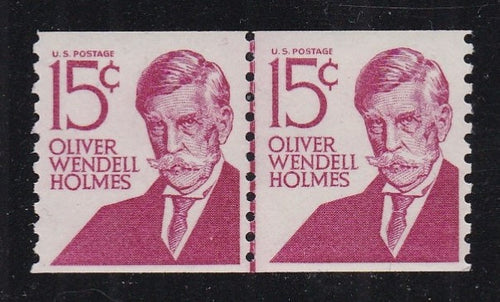 U.S. POSTAGE
15¢
OLIVER
WENDELL
HOLMES
U.S. POSTAGE
15¢
OLIVER
WENDELL
HOLMES